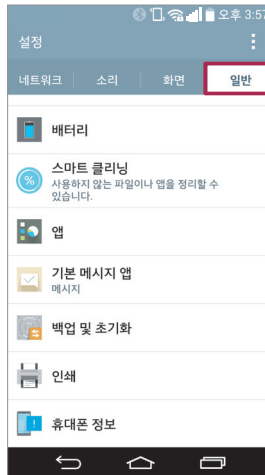 오후 3:57
설정
네트워크 소리 화면 일반
배터리
스마트 클리닝
%
사용하지 않는 파일이나 앱을 정리할 수
있습니다.
앱
기본 메시지 앱
메시지
백업 및 초기화
인쇄
휴대폰 정보